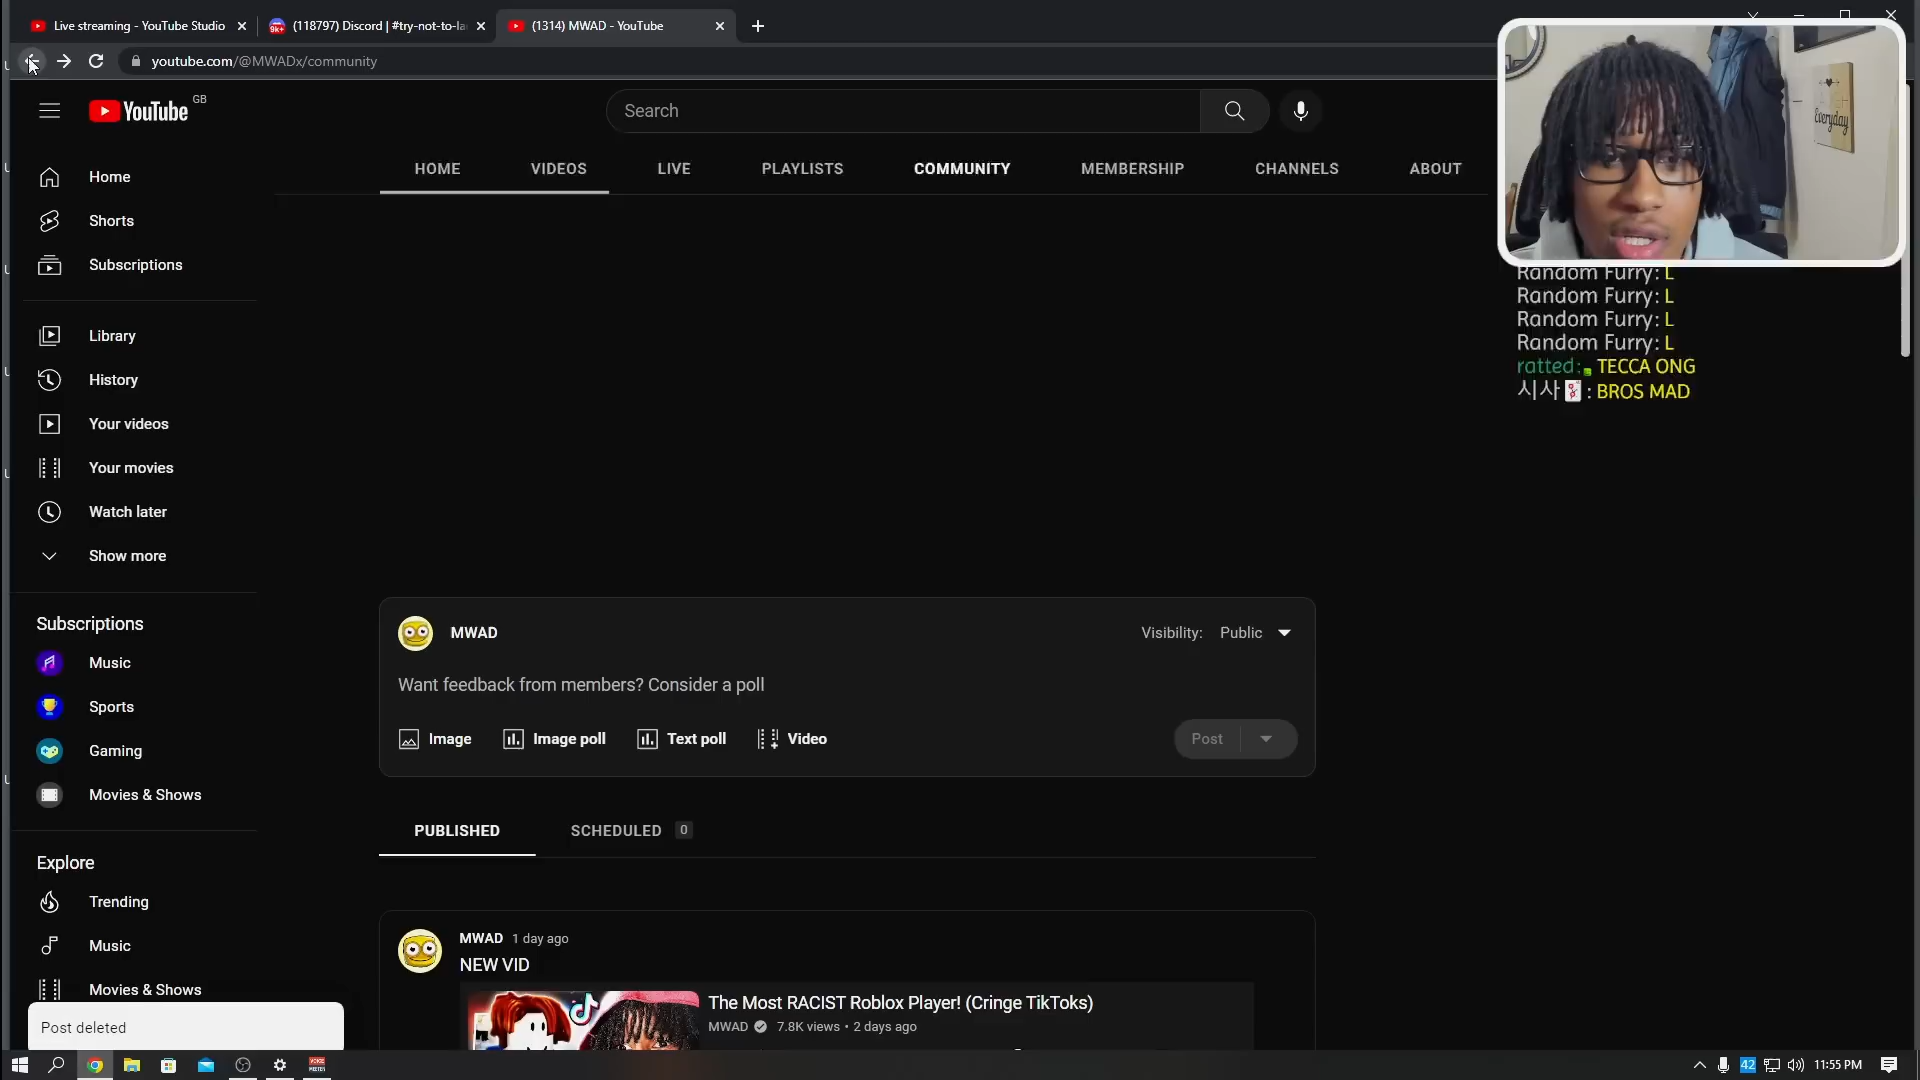 Live streaming - YouTube Studio
(118797) Discord | #try-not-to-la
(1314) MWAD - YouTube
youtube.com/@MWADx/community
YouTube GB
Search
HOME
VIDEOS
LIVE
PLAYLISTS
COMMUNITY
MEMBERSHIP
CHANNELS
ABOUT
Everyday
Home
Shorts
Subscriptions
Library
History
Your videos
Your movies
Watch later
Show more
Subscriptions
Music
Sports
Gaming
Movies & Shows
Explore
Trending
Music
Movies & Shows
Post deleted
Random Furry: L
Random Furry: L
Random Furry: L
Random Furry: L
ratted: TECCA ONG
시사 : BROS MAD
MWAD
Visibility: Public
Want feedback from members? Consider a poll
Image
Image poll
Text poll
Video
Post
PUBLISHED
SCHEDULED 0
MWAD 1 day ago
NEW VID
The Most RACIST Roblox Player! (Cringe TikToks)
MWAD 7.8K views • 2 days ago
42
11:55 PM